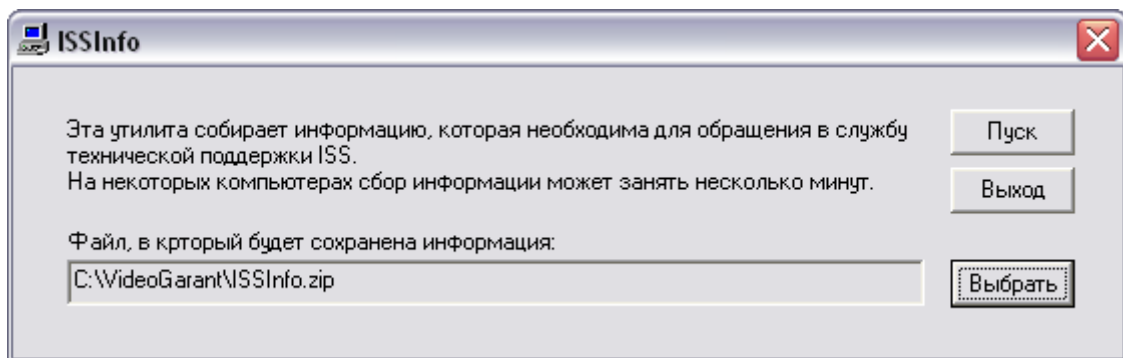 ISSInfo
Эта утилита собирает информацию, которая необходима для обращения в службу
технической поддержки ISS.
На некоторых компьютерах сбор информации может занять несколько минут.
Пуск
Выход
Файл, в крторый будет сохранена информация:
C:\VideoGarant\ISSInfo.zip
Выбрать